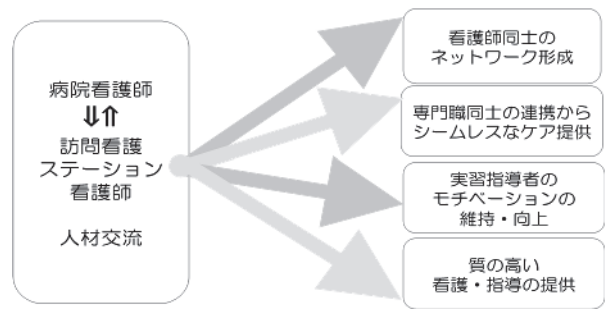 病院看護師
⇓⇑
訪問看護
ステーション
看護師
人材交流
看護師同士の
ネットワーク形成
専門職同士の連携から
シームレスなケア提供
実習指導者の
モチベーションの
維持・向上
質の高い
看護・指導の提供